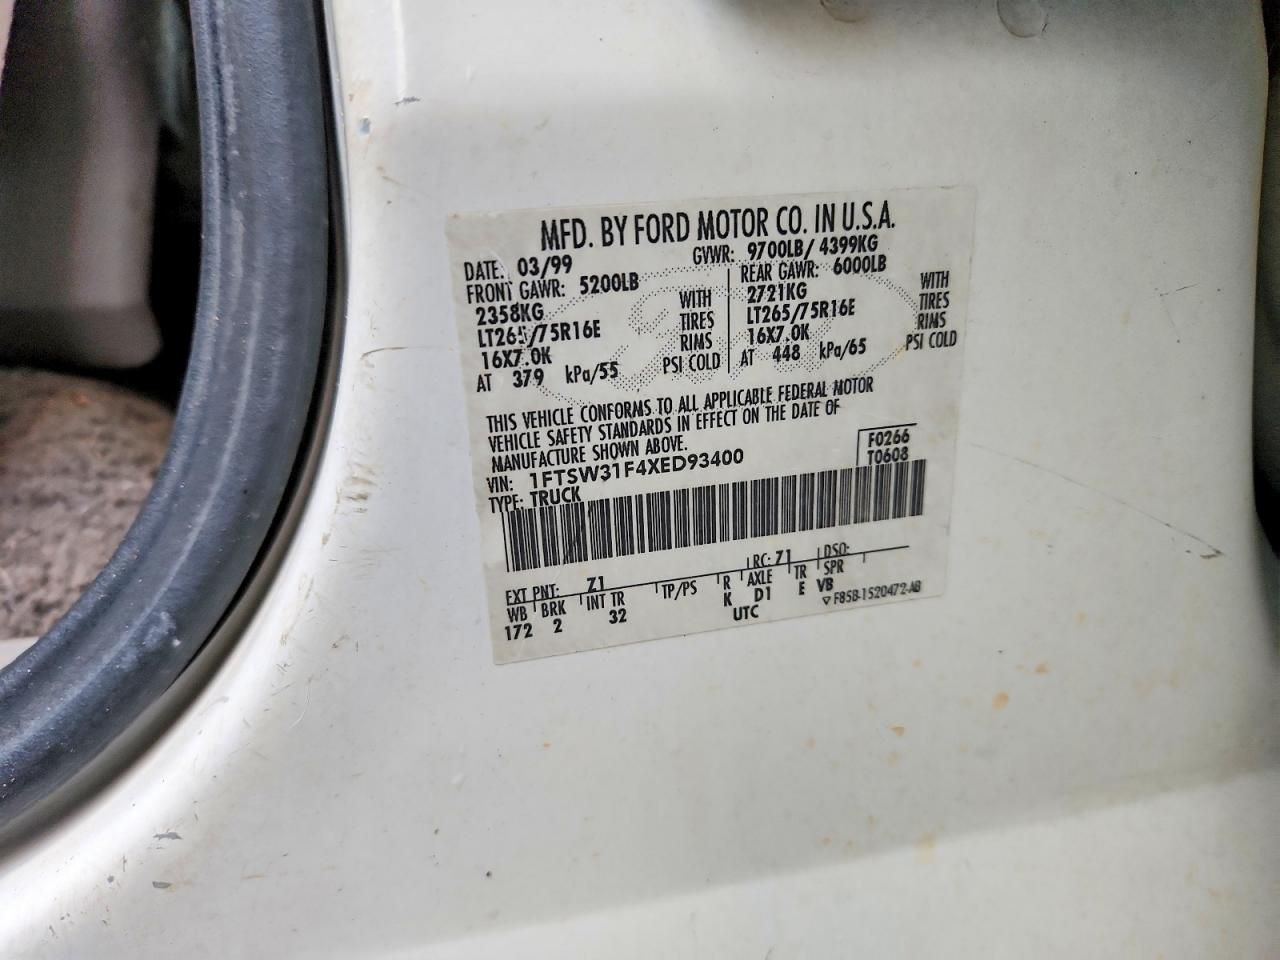 MFD. BY FORD MOTOR CO. IN U.S.A.
DATE: 03/99 GVWR: 9700LB/ 4399KG
FRONT GAWR: 5200LB REAR GAWR: 6000LB
2358KG WITH 2721KG WITH
LT265/75R16E TIRES LT265/75R16E TIRES
16X7.0K RIMS 16X7.0K RIMS
AT 379 kPa/55 PSI COLD AT 448 kPa/65 PSI COLD
THIS VEHICLE CONFORMS TO ALL APPLICABLE FEDERAL MOTOR
VEHICLE SAFETY STANDARDS IN EFFECT ON THE DATE OF
MANUFACTURE SHOWN ABOVE.
F0266
VIN: 1FTSW31F4XED93400 T0608
TYPE: TRUCK
EXT PNT: Z1 RC: Z1 DSO:
WB BRK INT TR TP/PS R AXLE TR SPR
172 2 32 K D1 E VB
UTC ▽F85B-1520472-AB